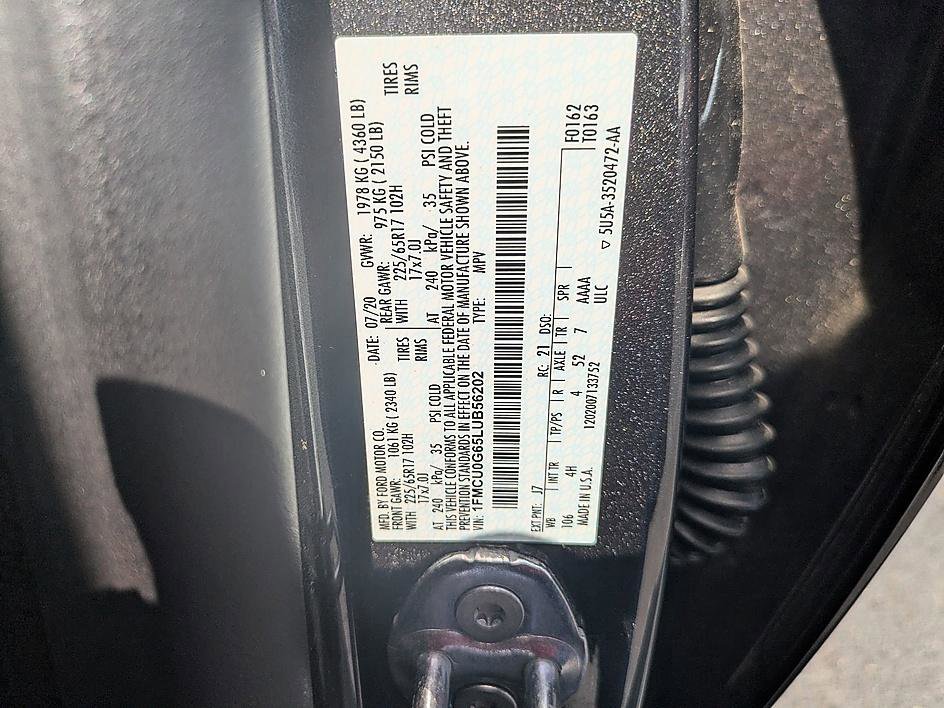 MFD. BY FORD MOTOR CO.
DATE: 07/20 GVWR: 1978 KG ( 4360 LB)
FRONT GAWR: 1061 KG ( 2340 LB) REAR GAWR: 975 KG ( 2150 LB)
WITH 225/65R17 102H TIRES WITH 225/65R17 102H TIRES
17x7.0J RIMS 17x7.0J RIMS
AT 240 kPa/ 35 PSI COLD AT 240 kPa/ 35 PSI COLD
THIS VEHICLE CONFORMS TO ALL APPLICABLE FEDERAL MOTOR VEHICLE SAFETY AND THEFT
PREVENTION STANDARDS IN EFFECT ON THE DATE OF MANUFACTURE SHOWN ABOVE.
VIN: 1FMCU0G65LUB56202 TYPE: MPV
EXT PNT: J7 RC: 21 DSO: F0162
WB INT TR TP/PS R AXLE TR SPR T0163
106 4H 4 52 7 AAAA
MADE IN U.S.A. 1202007133752 ULC
▽ 5U5A-3520472-AA